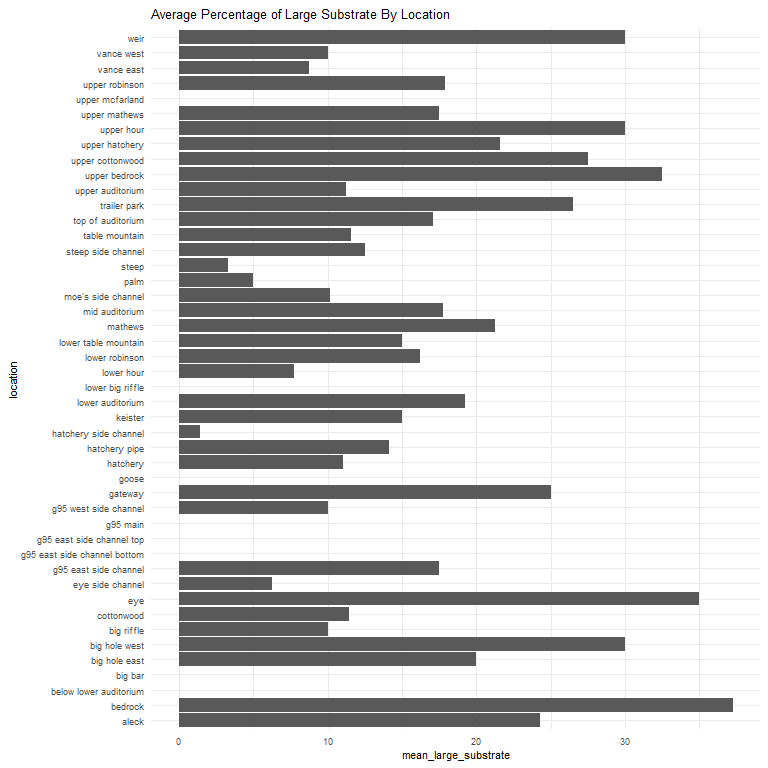 Average Percentage of Large Substrate By Location
weir
vance west
vance east
upper robinson
upper mcfarland
upper mathews
upper hour
upper hatchery
upper cottonwood
upper bedrock
upper auditorium
trailer park
top of auditorium
table mountain
steep side channel
steep
palm
moe's side channel
mid auditorium
mathews
lower table mountain
lower robinson
lower hour
lower big riffle
lower auditorium
keister
hatchery side channel
hatchery pipe
hatchery
goose
gateway
g95 west side channel
g95 main
g95 east side channel top
g95 east side channel bottom
g95 east side channel
eye side channel
eye
cottonwood
big riffle
big hole west
big hole east
big bar
below lower auditorium
bedrock
aleck
location
0 10 20 30
mean_large_substrate